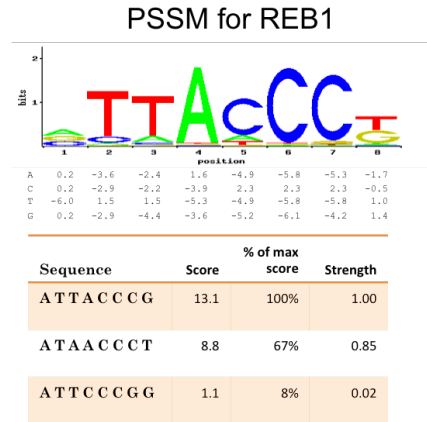 PSSM for REB1
2
bits
1
1 2 3 4 5 6 7 8
position
A 0.2 -3.6 -2.4 1.6 -4.9 -5.8 -5.3 -1.7
C 0.2 -2.9 -2.2 -3.9 2.3 2.3 2.3 -0.5
T -6.0 1.5 1.5 -5.3 -4.9 -5.8 -5.8 1.0
G 0.2 -2.9 -4.4 -3.6 -5.2 -6.1 -4.2 1.4
Sequence Score % of max score Strength
ATTACCCG 13.1 100% 1.00
ATAACCCT 8.8 67% 0.85
ATTCCCGG 1.1 8% 0.02